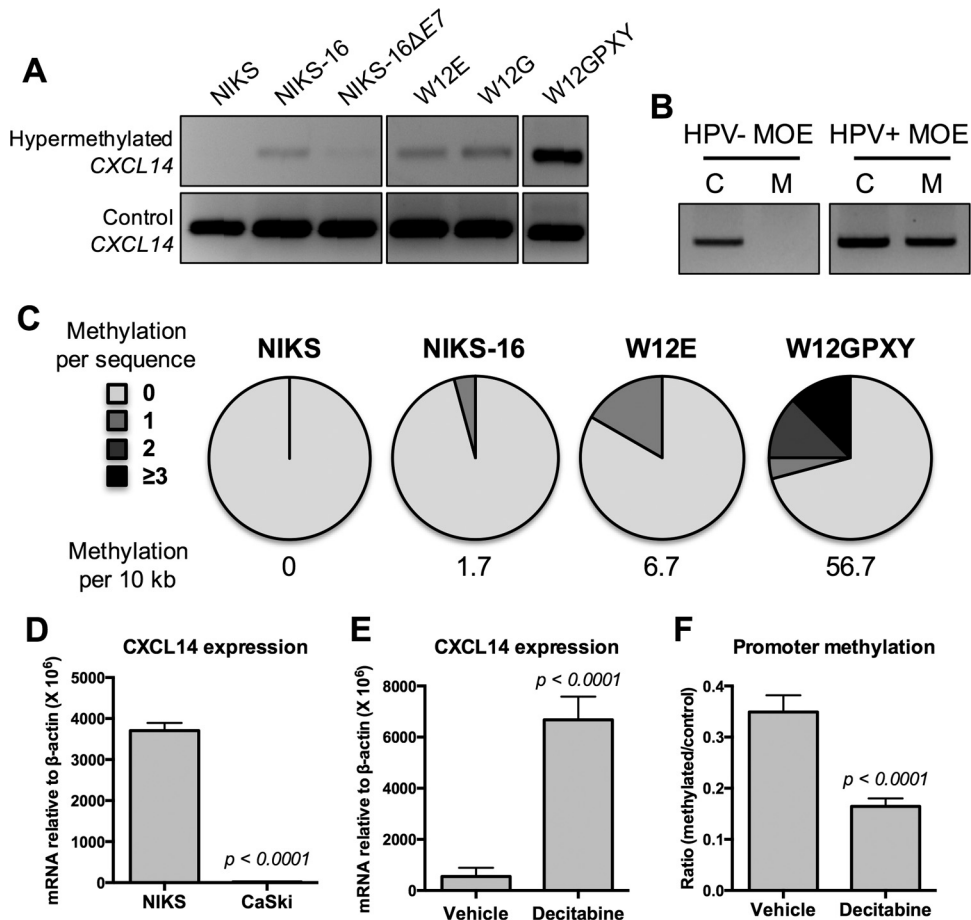 A
NIKS
NIKS-16
NIKS-16ΔE7
W12E
W12G
W12GPXY
Hypermethylated
CXCL14
Control
CXCL14
B
HPV- MOE
HPV+ MOE
C M
C M
C
Methylation
per sequence
0
1
2
≥3
NIKS
NIKS-16
W12E
W12GPXY
Methylation
per 10 kb
0
1.7
6.7
56.7
D
CXCL14 expression
mRNA relative to β-actin (X 10⁶)
5000
4000
3000
2000
1000
0
p < 0.0001
NIKS
CaSki
E
CXCL14 expression
mRNA relative to β-actin (X 10⁶)
8000
6000
4000
2000
0
p < 0.0001
Vehicle
Decitabine
F
Promoter methylation
Ratio (methylated/control)
0.4
0.3
0.2
0.1
0.0
p < 0.0001
Vehicle
Decitabine